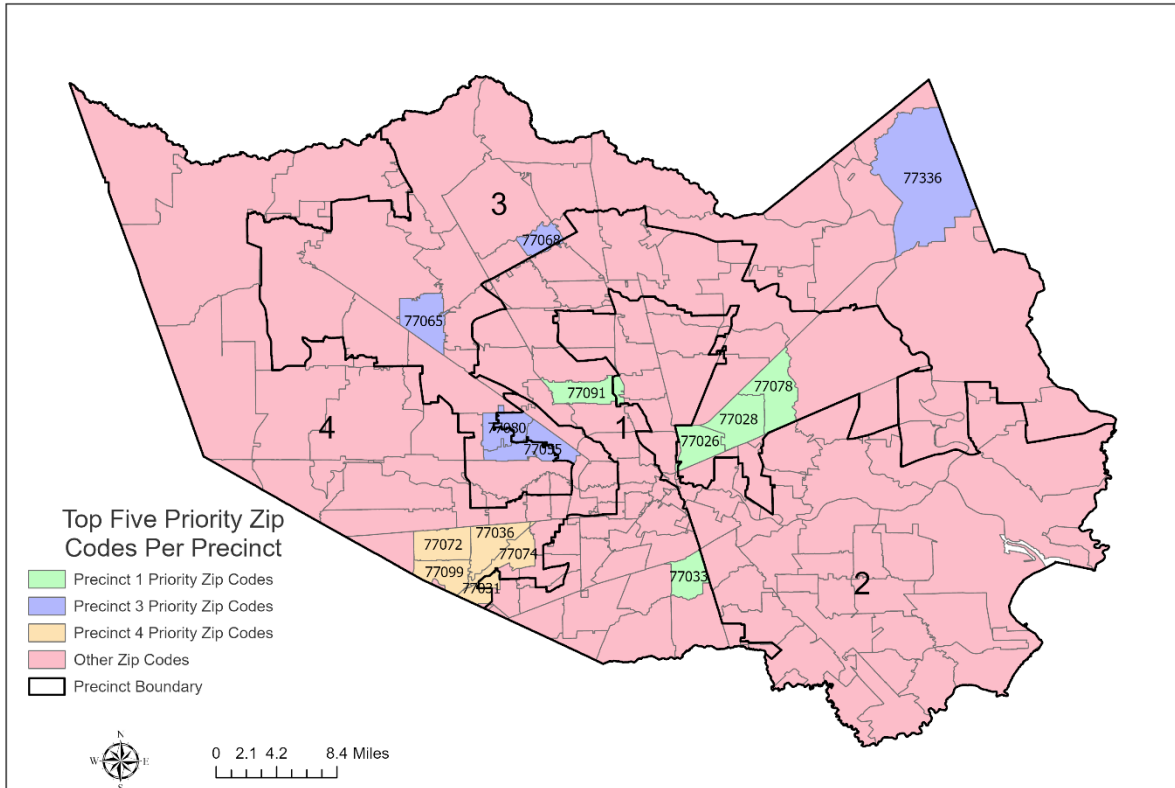 77336
3
77068
77065
77078
77091
77028
1
4
77080
77026
77055
Top Five Priority Zip
Codes Per Precinct
77036
77072
77074
Precinct 1 Priority Zip Codes
77099
77033
2
77031
Precinct 3 Priority Zip Codes
Precinct 4 Priority Zip Codes
Other Zip Codes
Precinct Boundary
N
W E
S
0 2.1 4.2 8.4 Miles